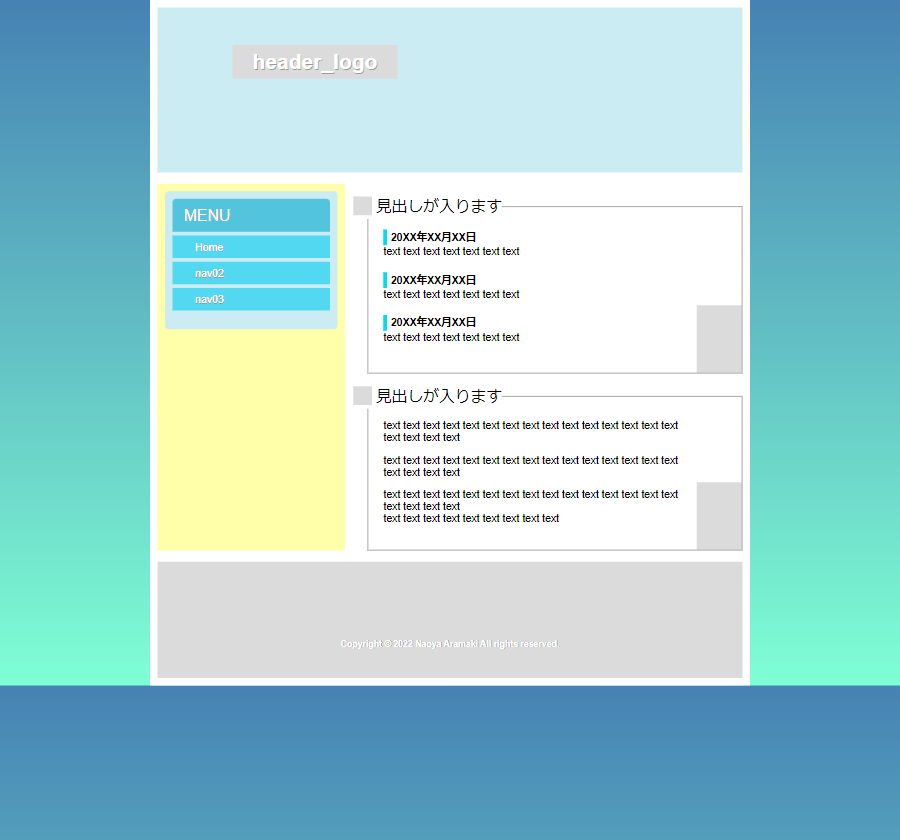 header_logo
MENU
Home
nav02
nav03
見出しが入ります
20XX年XX月XX日
text text text text text text text
20XX年XX月XX日
text text text text text text text
20XX年XX月XX日
text text text text text text text
見出しが入ります
text text text text text text text text text text text text text text text
text text text text
text text text text text text text text text text text text text text text
text text text text
text text text text text text text text text text text text text text text
text text text text
text text text text text text text text text
Copyright © 2022 Naoya Aramaki All rights reserved.